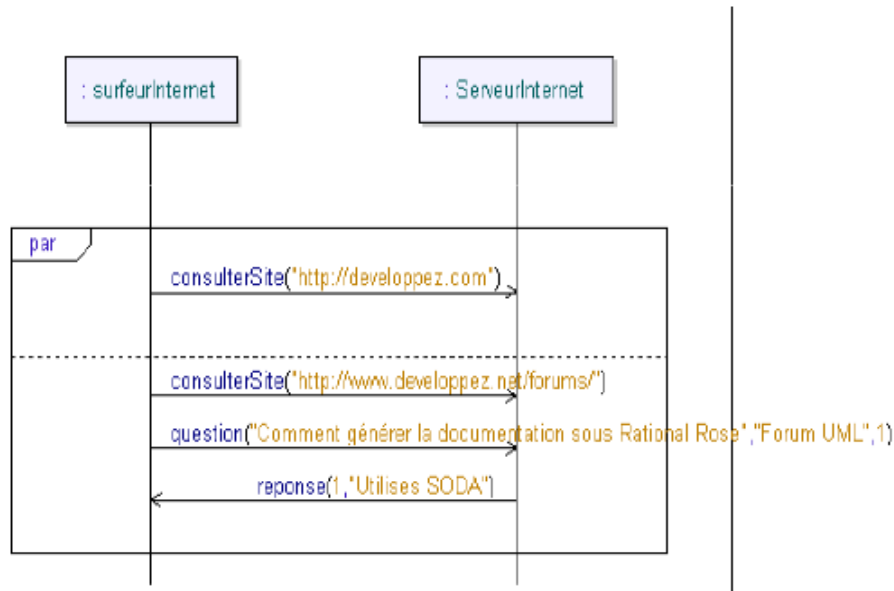 : surfeurInternet
: ServeurInternet
par
consulterSite("http://developpez.com")
consulterSite("http://www.developpez.net/forums/")
question("Comment générer la documentation sous Rational Rose","Forum UML",1)
reponse(1,"Utilises SODA")